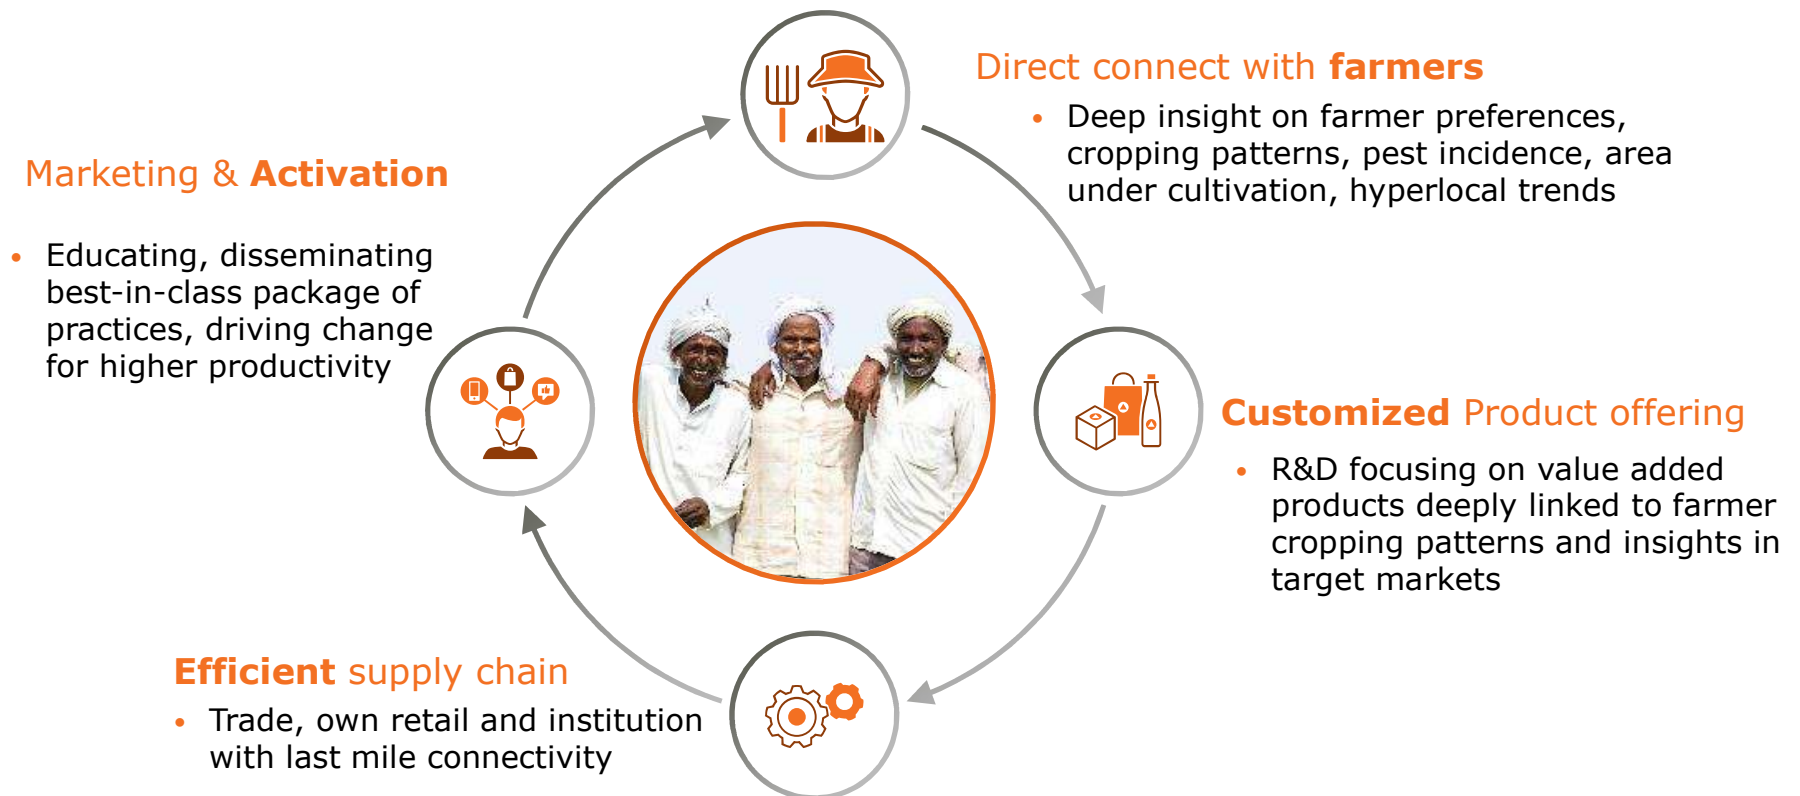 Direct connect with farmers
• Deep insight on farmer preferences,
cropping patterns, pest incidence, area
under cultivation, hyperlocal trends
Customized Product offering
• R&D focusing on value added
products deeply linked to farmer
cropping patterns and insights in
target markets
Efficient supply chain
• Trade, own retail and institution
with last mile connectivity
Marketing & Activation
• Educating, disseminating
best-in-class package of
practices, driving change
for higher productivity